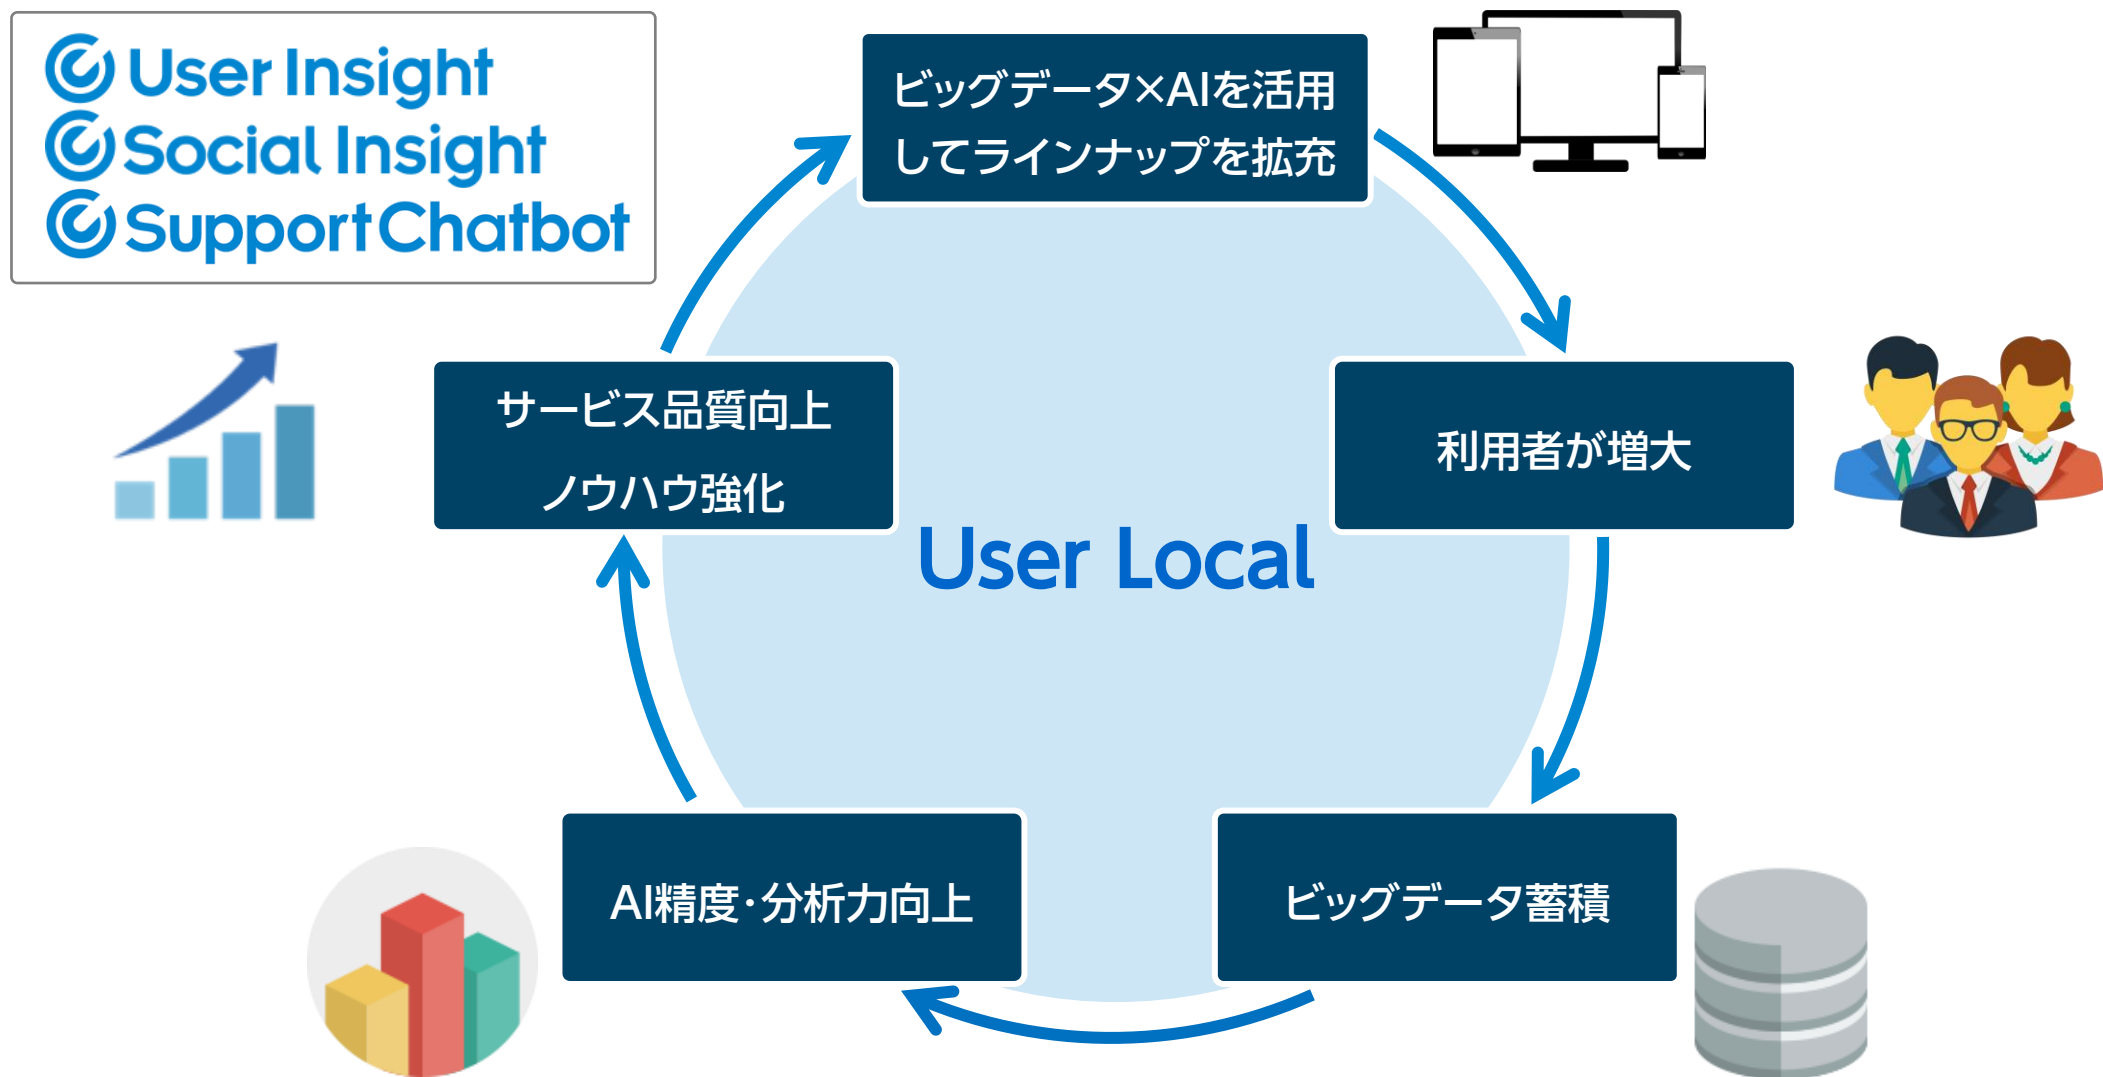 User Insight
Social Insight
Support Chatbot
ビッグデータ×AIを活用
してラインナップを拡充
サービス品質向上
ノウハウ強化
利用者が増大
User Local
AI精度・分析力向上
ビッグデータ蓄積